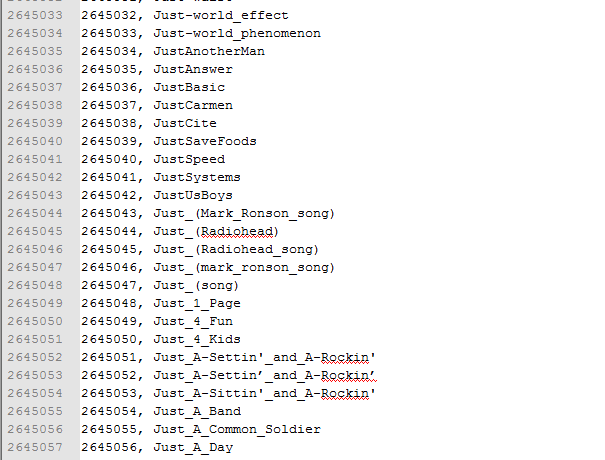 2645033 2645032, Just-world_effect
2645034 2645033, Just-world_phenomenon
2645035 2645034, JustAnotherMan
2645036 2645035, JustAnswer
2645037 2645036, JustBasic
2645038 2645037, JustCarmen
2645039 2645038, JustCite
2645040 2645039, JustSaveFoods
2645041 2645040, JustSpeed
2645042 2645041, JustSystems
2645043 2645042, JustUsBoys
2645044 2645043, Just_(Mark_Ronson_song)
2645045 2645044, Just_(Radiohead)
2645046 2645045, Just_(Radiohead_song)
2645047 2645046, Just_(mark_ronson_song)
2645048 2645047, Just_(song)
2645049 2645048, Just_1_Page
2645050 2645049, Just_4_Fun
2645051 2645050, Just_4_Kids
2645052 2645051, Just_A-Settin'_and_A-Rockin'
2645053 2645052, Just_A-Settin’_and_A-Rockin’
2645054 2645053, Just_A-Sittin'_and_A-Rockin'
2645055 2645054, Just_A_Band
2645056 2645055, Just_A_Common_Soldier
2645057 2645056, Just_A_Day